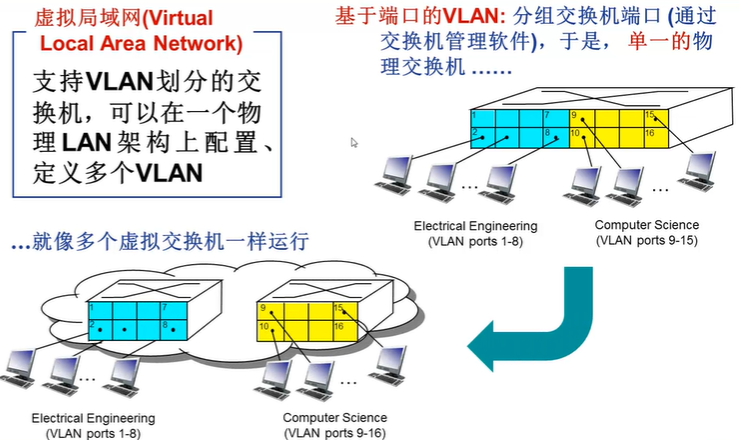 虚拟局域网(Virtual
Local Area Network)
支持VLAN划分的交
换机，可以在一个物
理LAN架构上配置、
定义多个VLAN
基于端口的VLAN: 分组交换机端口 (通过
交换机管理软件)，于是， 单一的物
理交换机 ……
1 7 9 15
2 8 10 16
... ...
Electrical Engineering
(VLAN ports 1-8)
Computer Science
(VLAN ports 9-15)
…就像多个虚拟交换机一样运行
1 7 9 15
2 8 10 16
... ...
Electrical Engineering
(VLAN ports 1-8)
Computer Science
(VLAN ports 9-16)